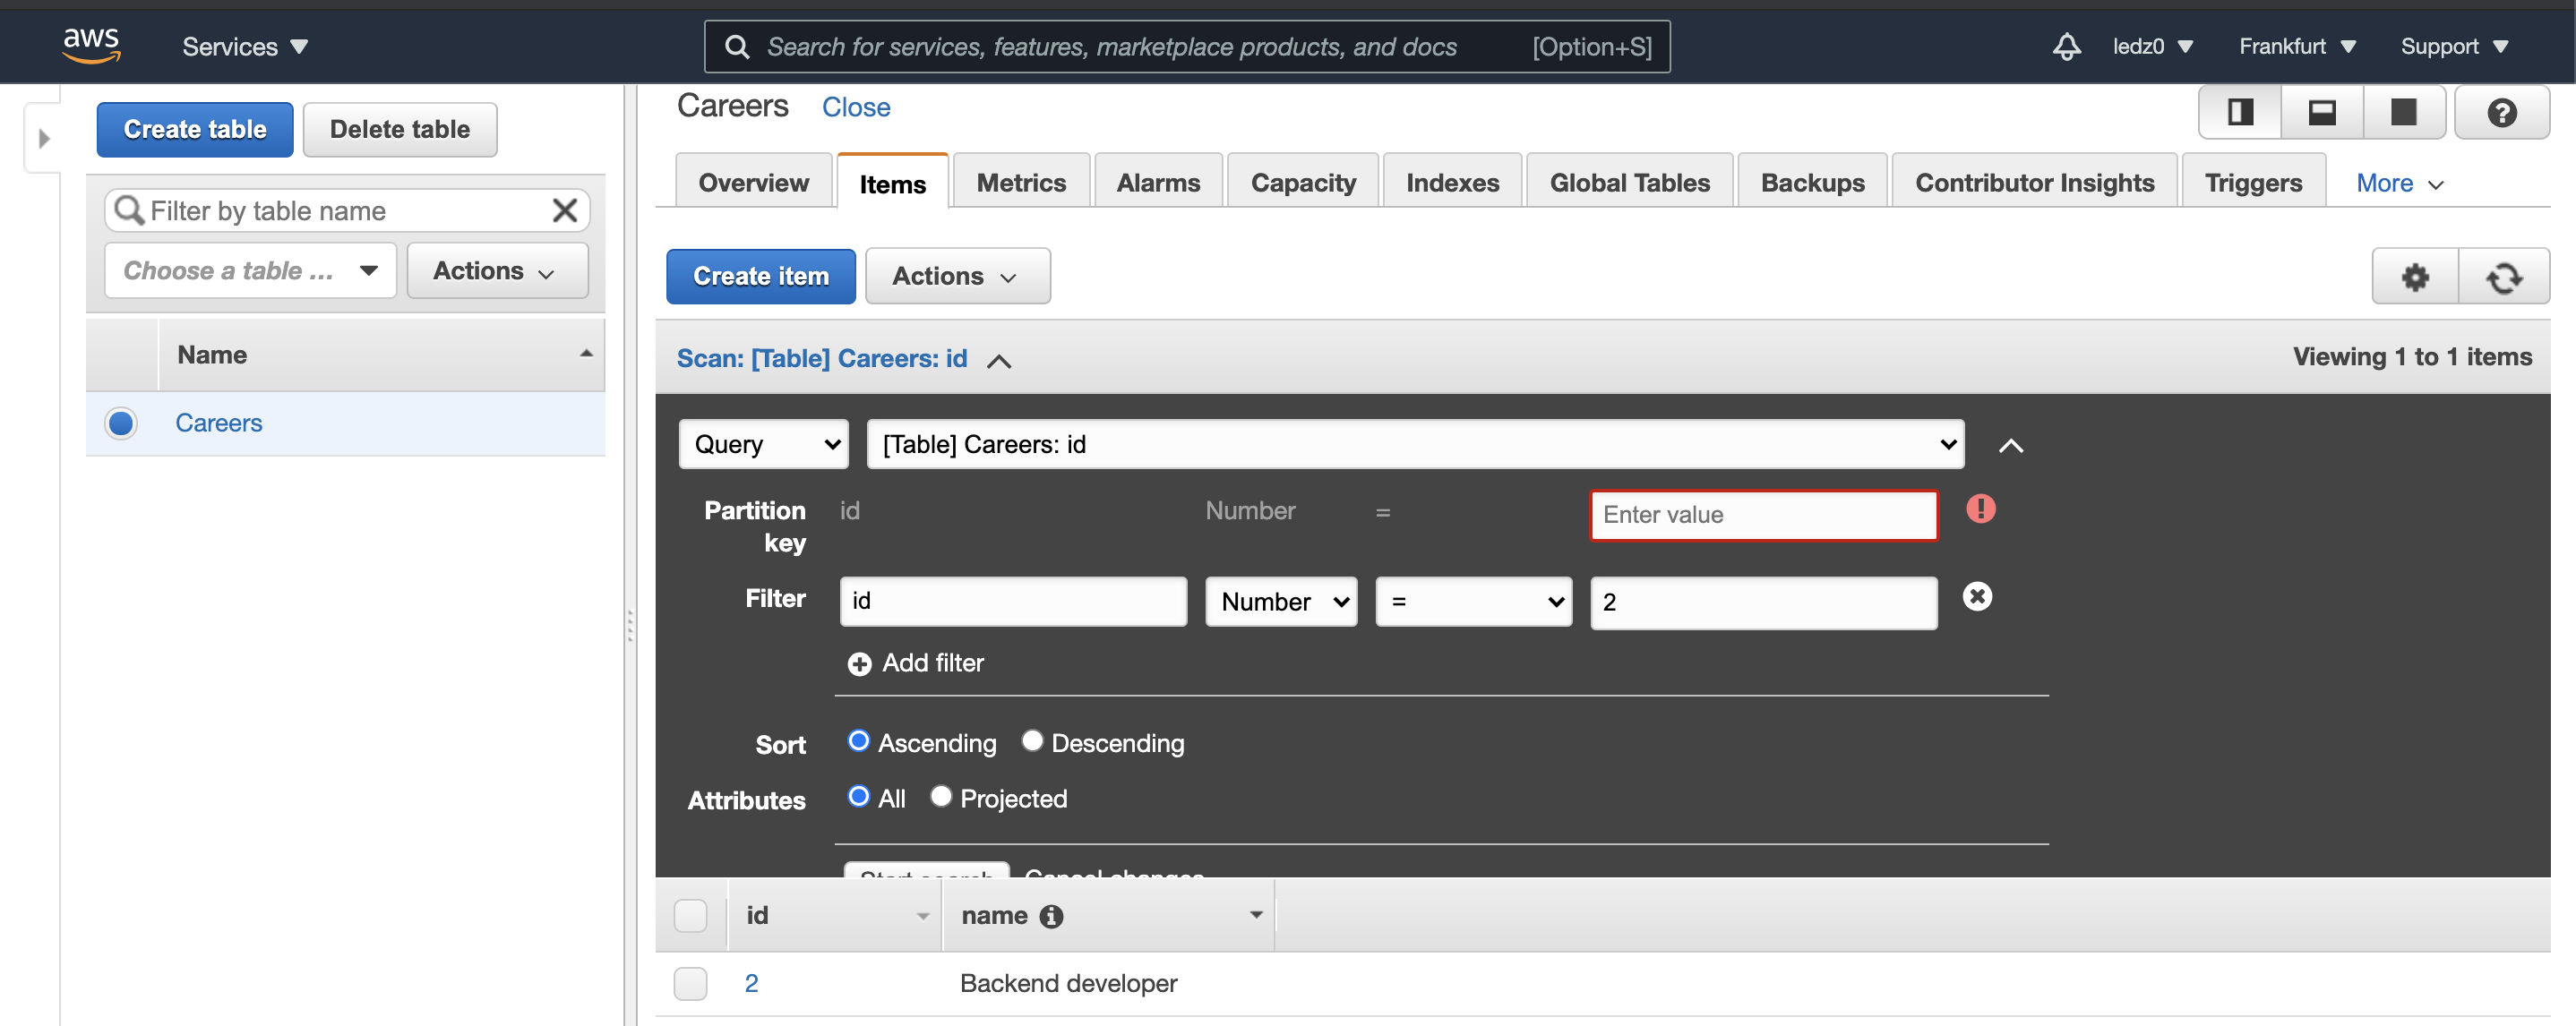 aws
Services
Search for services, features, marketplace products, and docs [Option+S]
ledz0
Frankfurt
Support
Create table
Delete table
Filter by table name
Choose a table ...
Actions
Name
Careers
Careers Close
Overview
Items
Metrics
Alarms
Capacity
Indexes
Global Tables
Backups
Contributor Insights
Triggers
More
Create item
Actions
Scan: [Table] Careers: id
Viewing 1 to 1 items
Query
[Table] Careers: id
Partition key
id
Number
=
Enter value
Filter
id
Number
=
2
Add filter
Sort
Ascending
Descending
Attributes
All
Projected
Start search
Cancel changes
id
name
2
Backend developer